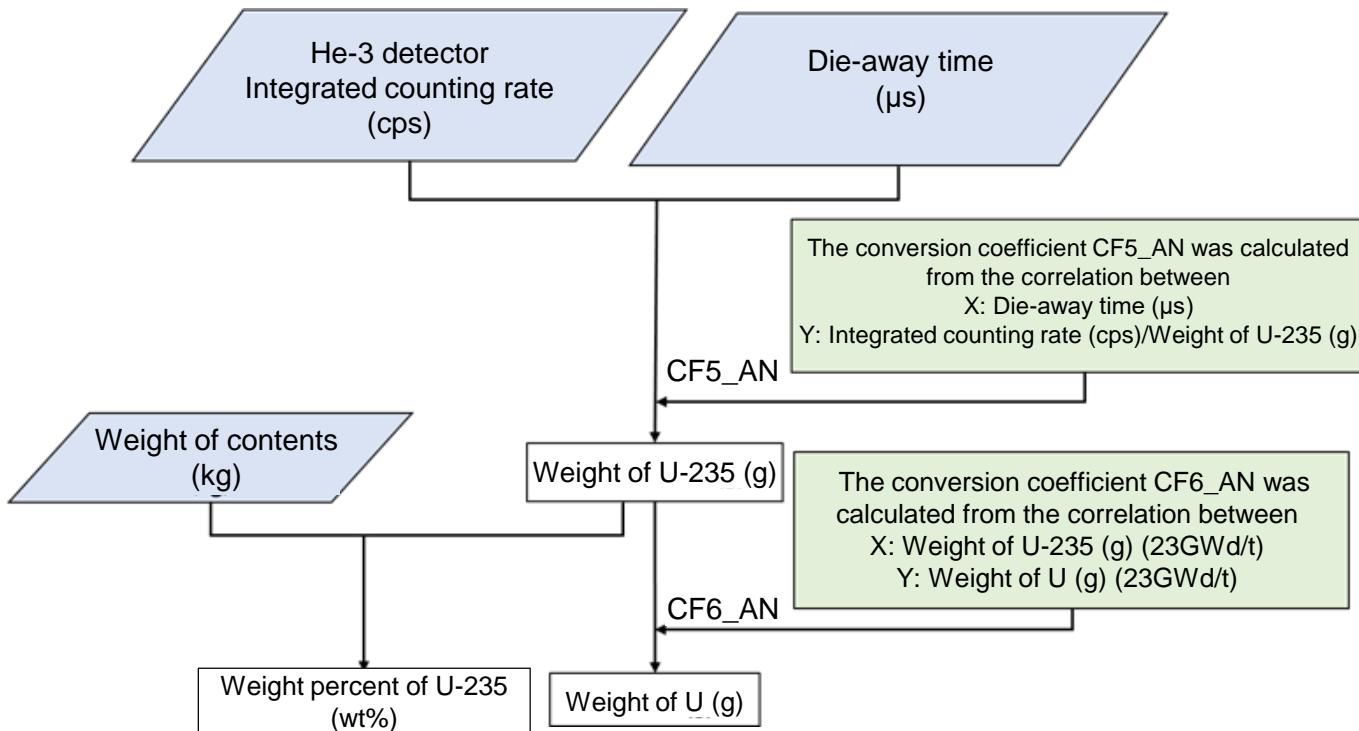 He-3 detector
Integrated counting rate
(cps)
Die-away time
(µs)
The conversion coefficient CF5_AN was calculated
from the correlation between
X: Die-away time (µs)
Y: Integrated counting rate (cps)/Weight of U-235 (g)
CF5_AN
Weight of contents
(kg)
Weight of U-235 (g)
The conversion coefficient CF6_AN was
calculated from the correlation between
X: Weight of U-235 (g) (23GWd/t)
Y: Weight of U (g) (23GWd/t)
CF6_AN
Weight percent of U-235
(wt%)
Weight of U (g)